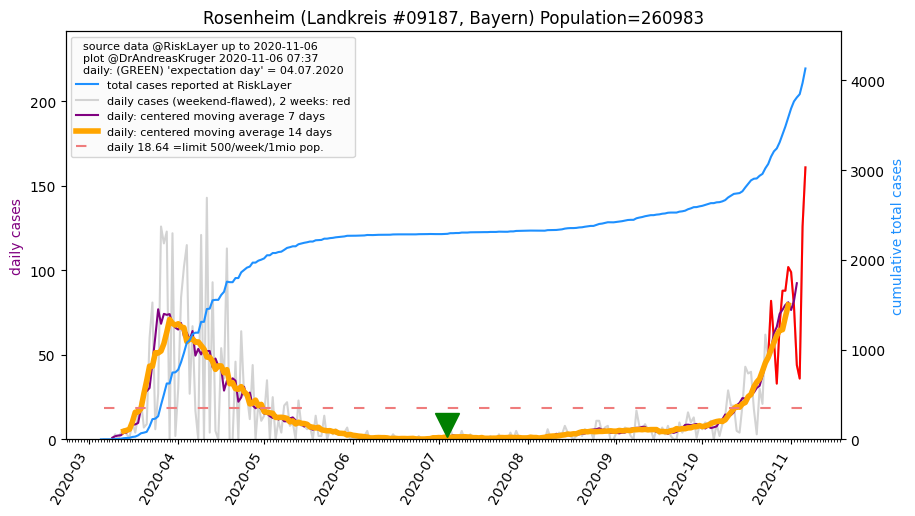 Rosenheim (Landkreis #09187, Bayern) Population=260983
source data @RiskLayer up to 2020-11-06
plot @DrAndreasKruger 2020-11-06 07:37
daily: (GREEN) 'expectation day' = 04.07.2020
total cases reported at RiskLayer
daily cases (weekend-flawed), 2 weeks: red
daily: centered moving average 7 days
daily: centered moving average 14 days
daily 18.64 =limit 500/week/1mio pop.
daily cases
200
150
100
50
0
cumulative total cases
4000
3000
2000
1000
0
2020-03
2020-04
2020-05
2020-06
2020-07
2020-08
2020-09
2020-10
2020-11